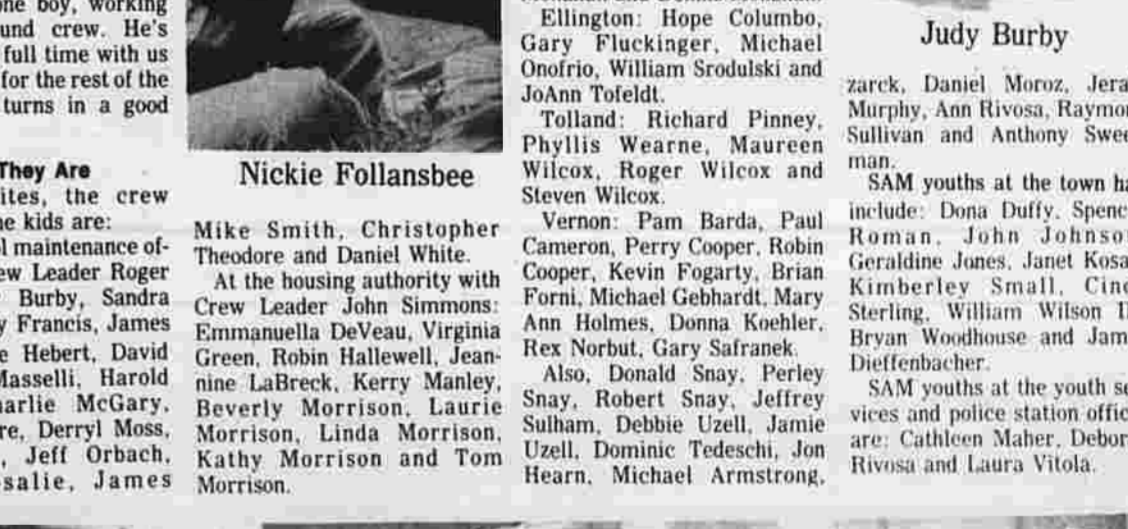 one boy, working
und crew. He's
full time with us
for the rest of the
turns in a good
They Are
ites, the crew
e kids are:
l maintenance of-
ew Leader Roger
Burby, Sandra
y Francis, James
e Hebert, David
Masselli, Harold
harlie McGary,
re, Derryl Moss,
, Jeff Orbach,
salie, James
Nickie Follansbee
Mike Smith, Christopher
Theodore and Daniel White.
At the housing authority with
Crew Leader John Simmons:
Emmanuella DeVeau, Virginia
Green, Robin Hallewell, Jean-
nine LaBreck, Kerry Manley,
Beverly Morrison, Laurie
Morrison, Linda Morrison,
Kathy Morrison and Tom
Morrison.
Ellington: Hope Columbo,
Gary Fluckinger, Michael
Onofrio, William Srodulski and
JoAnn Tofeldt.
Tolland: Richard Pinney,
Phyllis Wearne, Maureen
Wilcox, Roger Wilcox and
Steven Wilcox.
Vernon: Pam Barda, Paul
Cameron, Perry Cooper, Robin
Cooper, Kevin Fogarty, Brian
Forni, Michael Gebhardt, Mary
Ann Holmes, Donna Koehler,
Rex Norbut, Gary Safranek.
Also, Donald Snay, Perley
Snay, Robert Snay, Jeffrey
Sulham, Debbie Uzell, Jamie
Uzell, Dominic Tedeschi, Jon
Hearn, Michael Armstrong,
Judy Burby
zarck, Daniel Moroz, Jera
Murphy, Ann Rivosa, Raymon
Sullivan and Anthony Swee
man.
SAM youths at the town ha
include: Dona Duffy, Spenc
Roman, John Johnson
Geraldine Jones, Janet Kosa
Kimberley Small, Cind
Sterling, William Wilson II
Bryan Woodhouse and Jam
Dieffenbacher.
SAM youths at the youth se
vices and police station offic
are: Cathleen Maher, Debor
Rivosa and Laura Vitola.